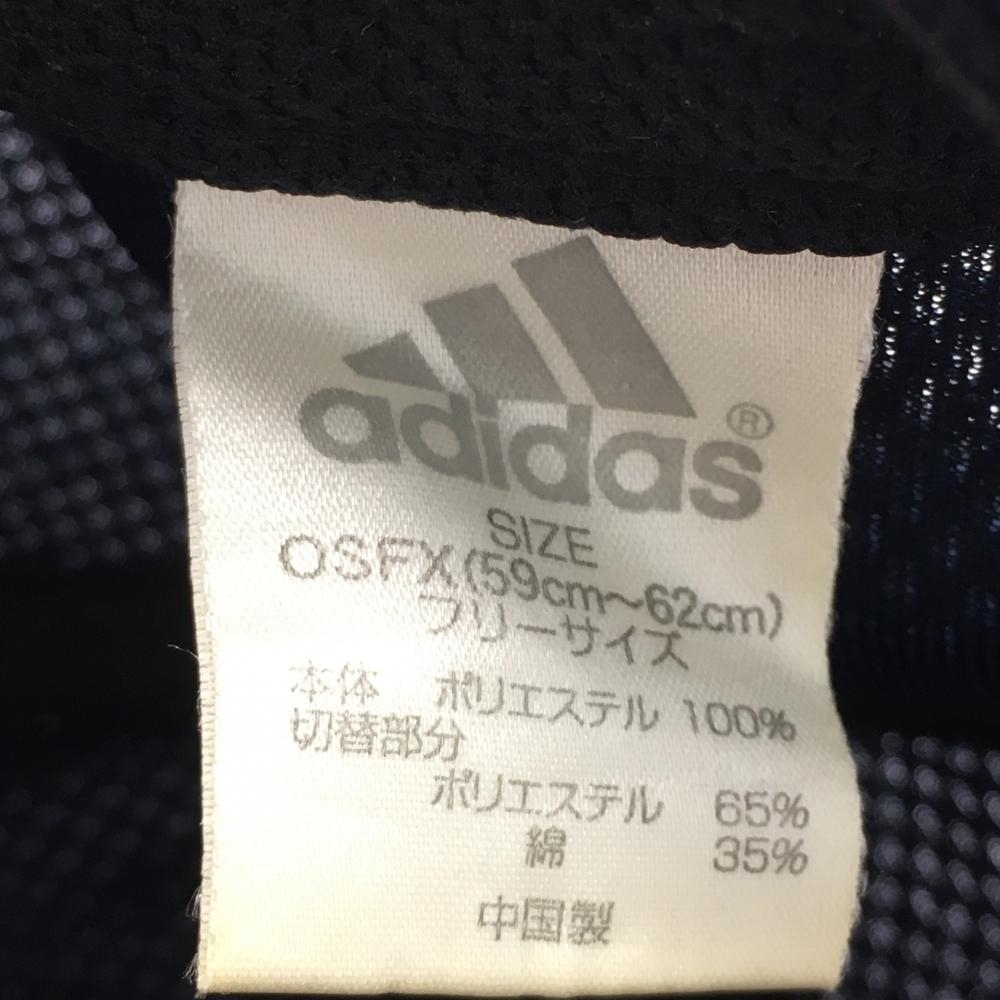 adidas®
SIZE
OSFX(59cm~62cm)
フリーサイズ
本体 ポリエステル 100%
切替部分
ポリエステル 65%
綿 35%
中国製